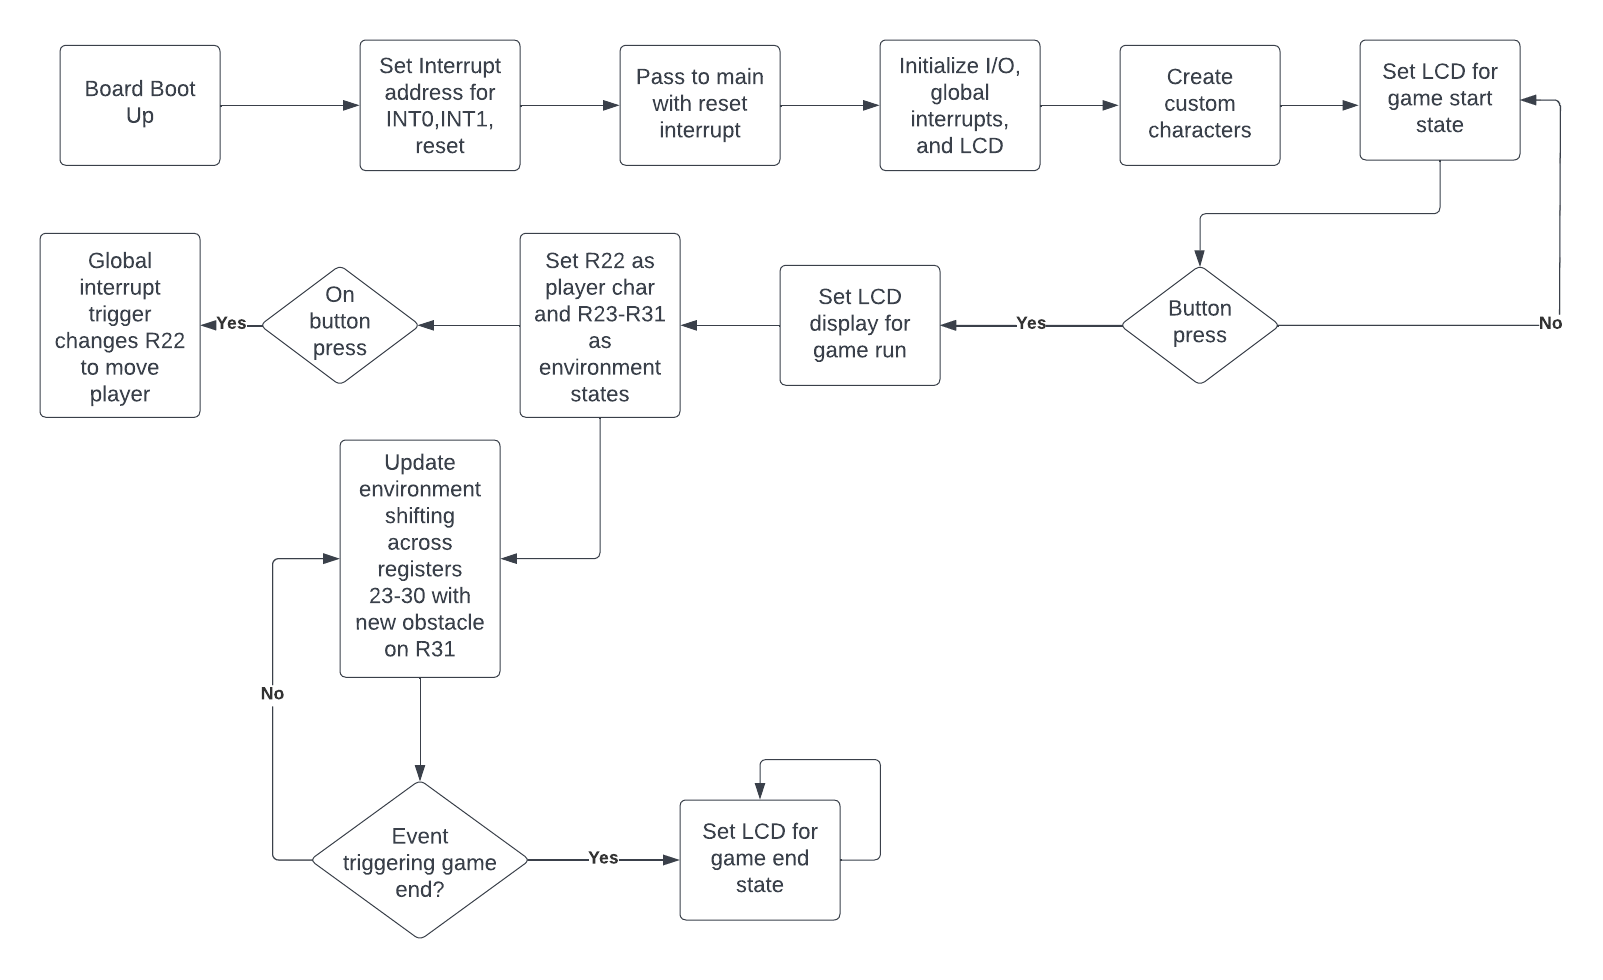 Board Boot
Up
Set Interrupt
address for
INT0,INT1,
reset
Pass to main
with reset
interrupt
Initialize I/O,
global
interrupts,
and LCD
Create
custom
characters
Set LCD for
game start
state
Button
press
No
Yes
Set LCD
display for
game run
Set R22 as
player char
and R23-R31
as
environment
states
On
button
press
Yes
Global
interrupt
trigger
changes R22
to move
player
Update
environment
shifting
across
registers
23-30 with
new obstacle
on R31
No
Event
triggering game
end?
Yes
Set LCD for
game end
state